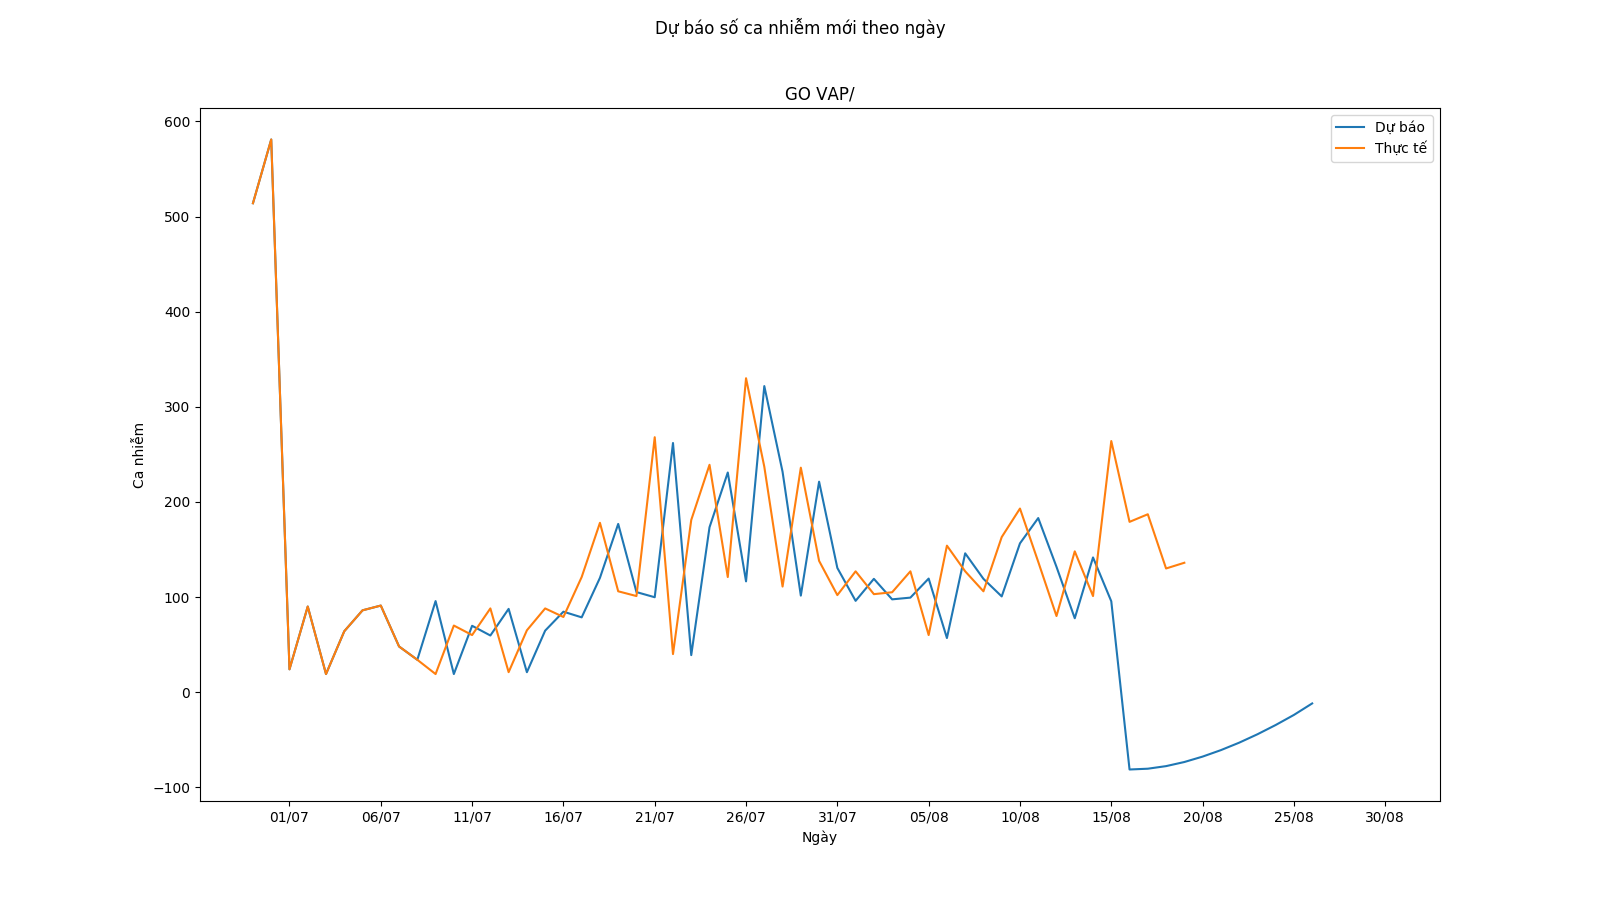 Dự báo số ca nhiễm mới theo ngày
GO VAP/
Dự báo
Thực tế
600
500
400
300
200
100
0
−100
Ca nhiễm
01/07 06/07 11/07 16/07 21/07 26/07 31/07 05/08 10/08 15/08 20/08 25/08 30/08
Ngày